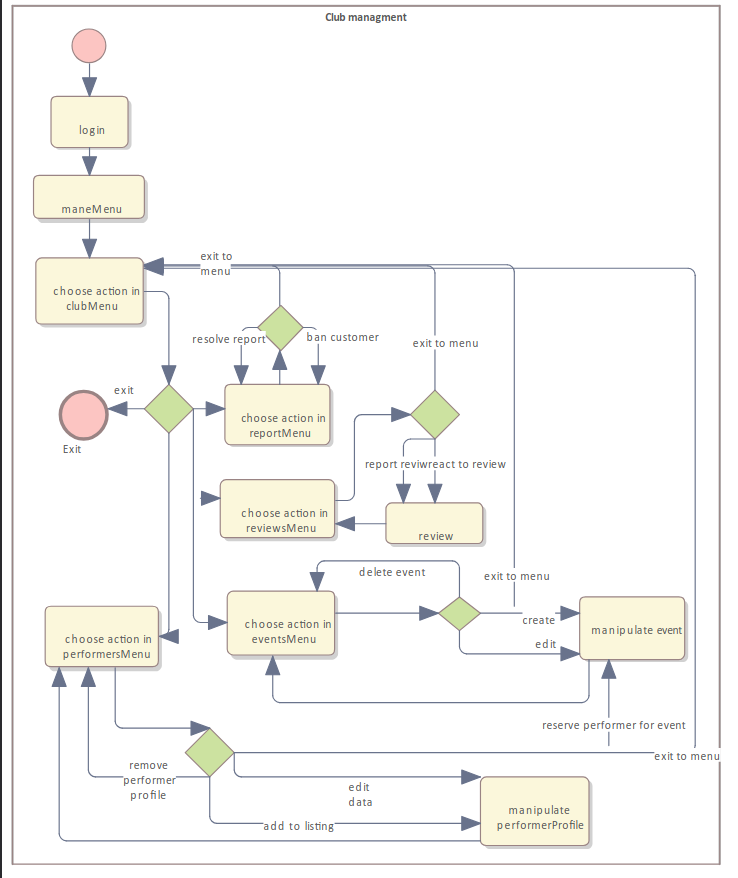 Club managment
login
maneMenu
choose action in
clubMenu
exit to
menu
resolve report
ban customer
exit to menu
exit
Exit
choose action in
reportMenu
report reviwreact to review
choose action in
reviewsMenu
review
delete event
exit to menu
choose action in
eventsMenu
create
manipulate event
edit
choose action in
performersMenu
reserve performer for event
exit to menu
remove
performer
profile
edit
data
manipulate
performerProfile
add to listing